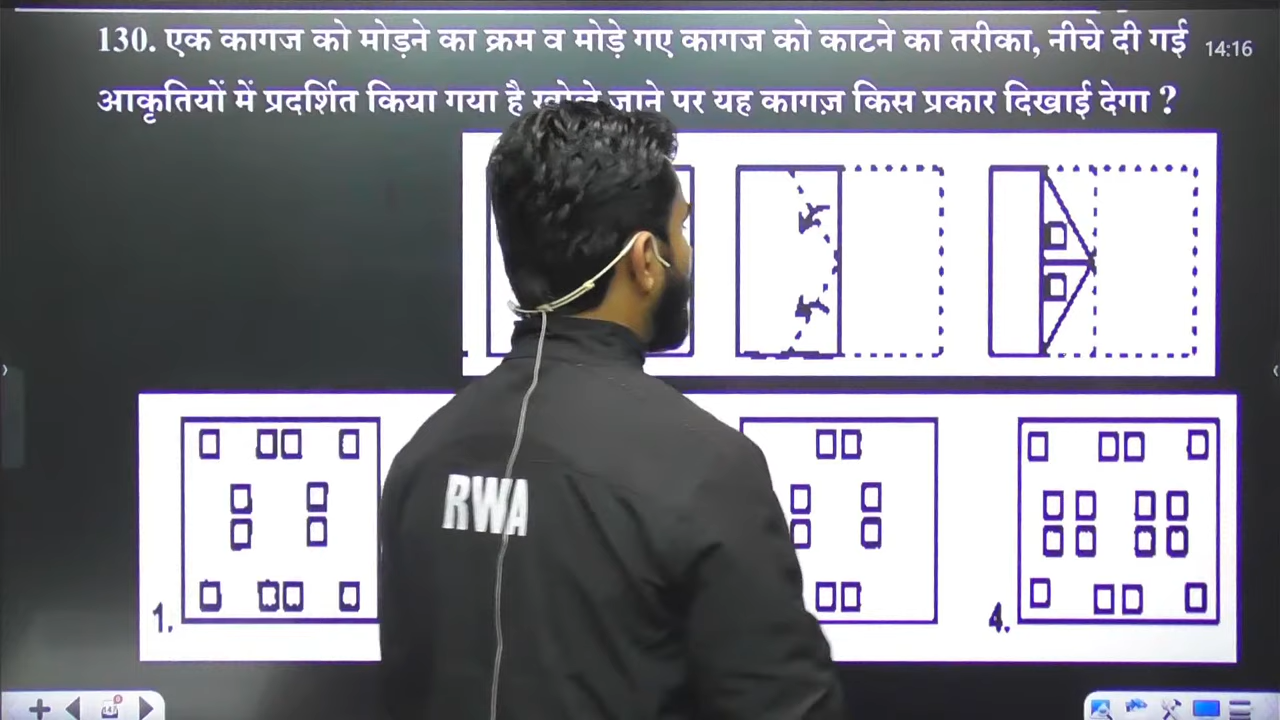 130. एक कागज को मोड़ने का क्रम व मोड़े गए कागज को काटने का तरीका, नीचे दी गई
14:16
आकृतियों में प्रदर्शित किया गया है खोले जाने पर यह कागज़ किस प्रकार दिखाई देगा ?
RWA
1.
4.